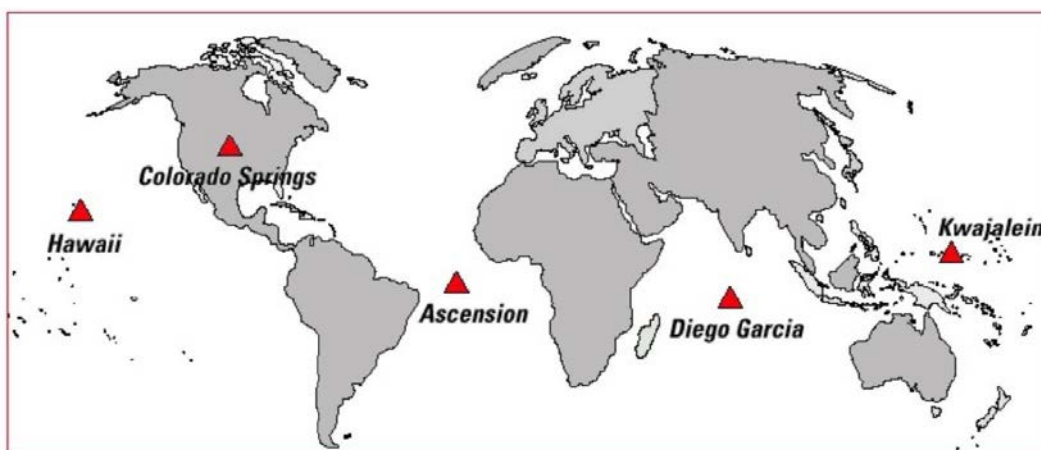 Colorado Springs
Kwajalein
Hawaii
Ascension
Diego Garcia